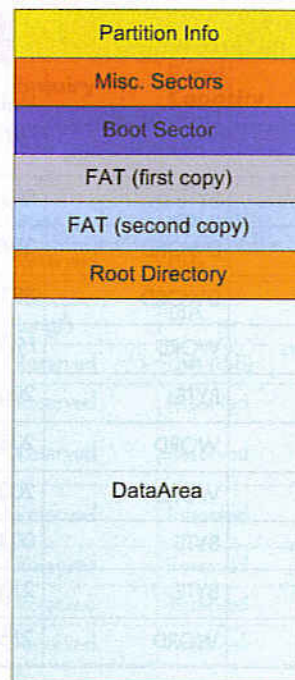 Partition Info
Misc. Sectors
Boot Sector
FAT (first copy)
FAT (second copy)
Root Directory
DataArea